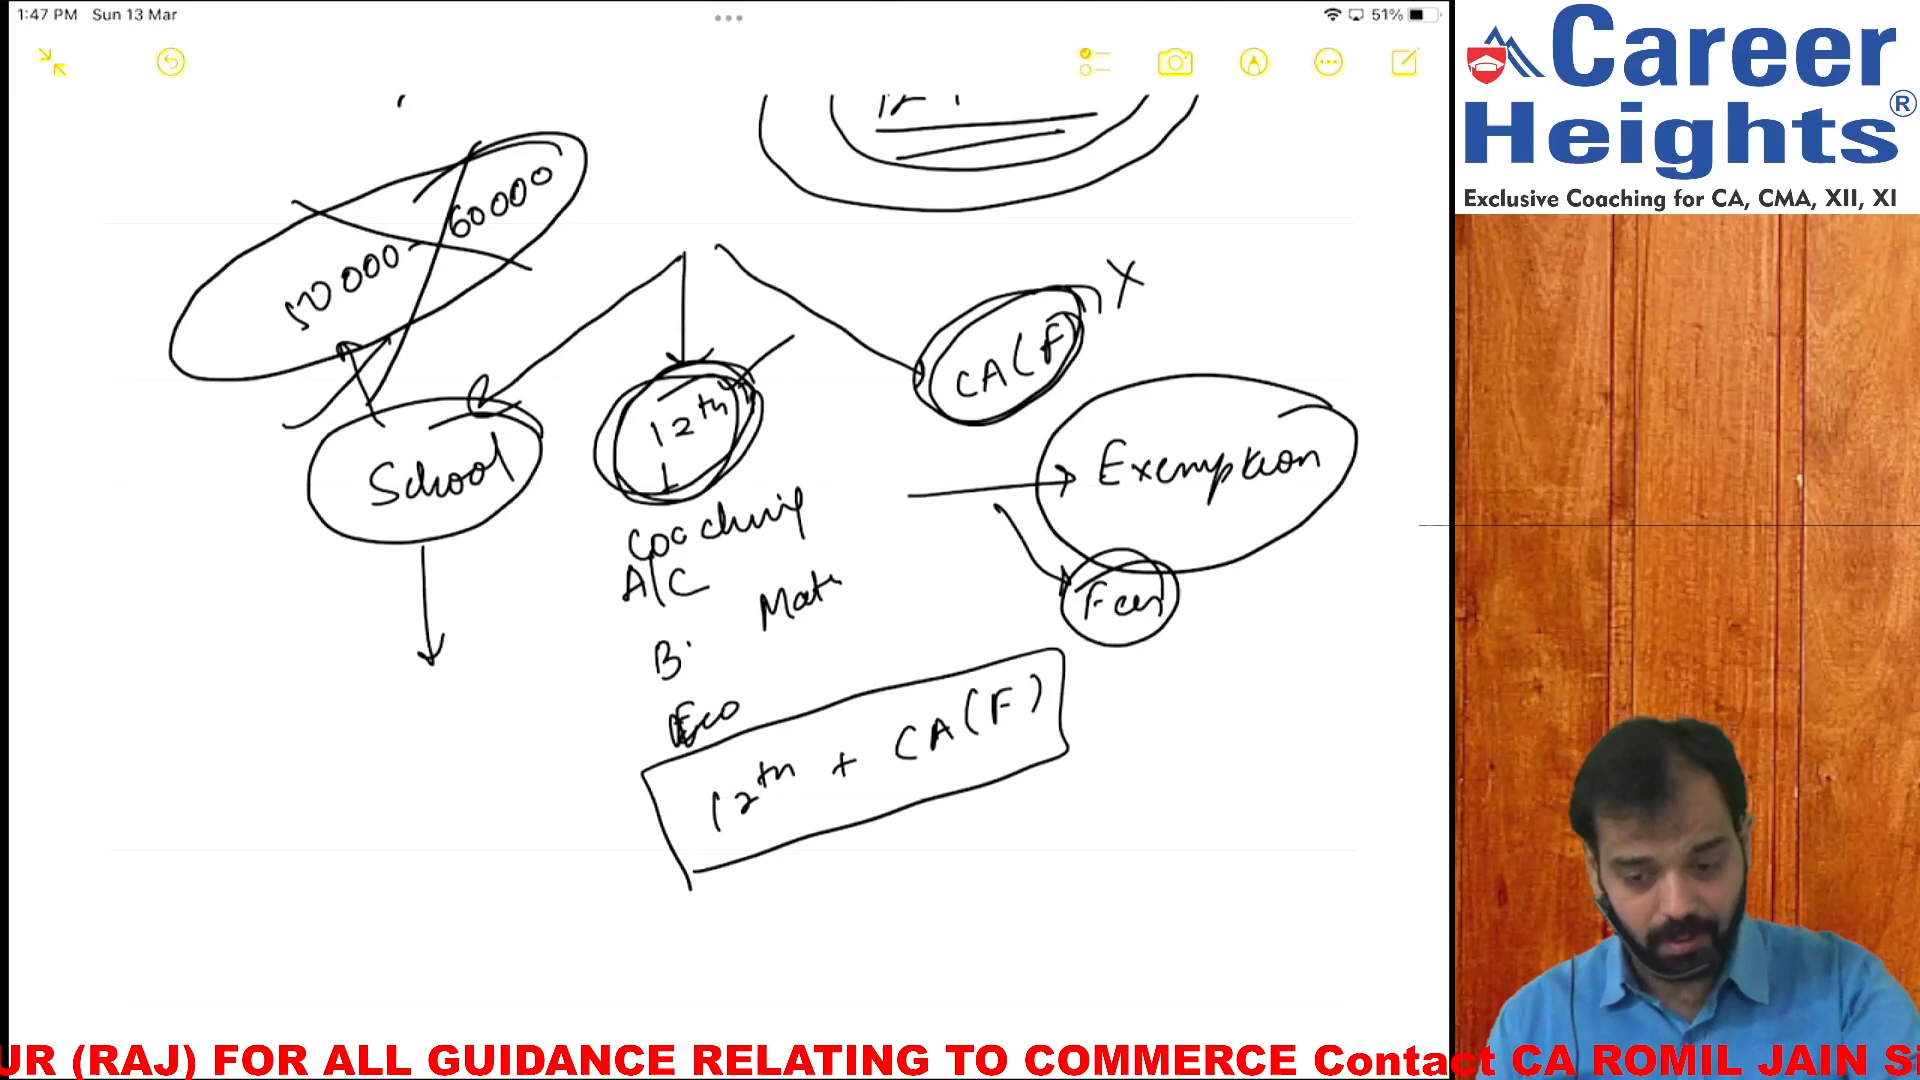 1:47 PM Sun 13 Mar
51%
Career
Heights®
Exclusive Coaching for CA, CMA, XII, XI
50000 - 60000
CA(F) X
12th
School
Exemption
Coaching
A/C
Mat
Fees
B.
Eco
12th + CA(F)
UR (RAJ) FOR ALL GUIDANCE RELATING TO COMMERCE Contact CA ROMIL JAIN Si